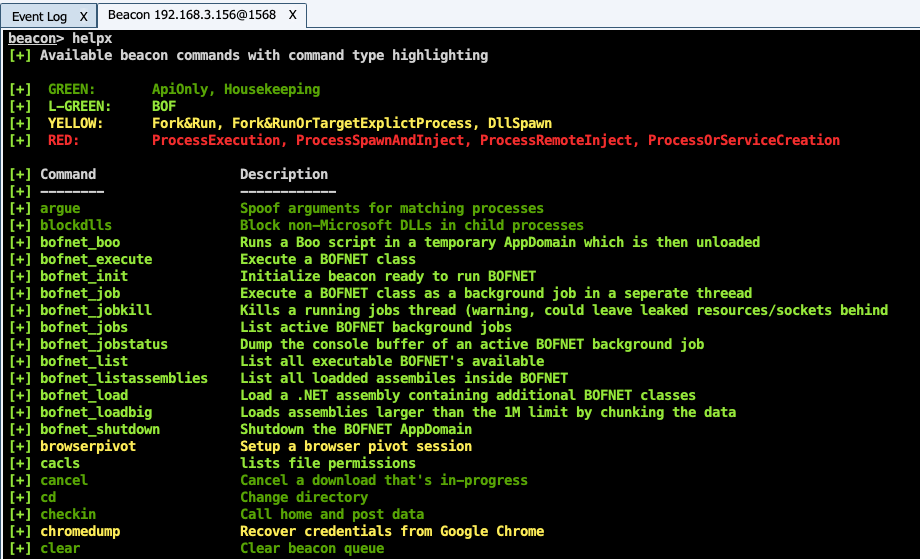 Event Log X Beacon 192.168.3.156@1568 X
beacon> helpx
[+] Available beacon commands with command type highlighting
[+] GREEN: ApiOnly, Housekeeping
[+] L-GREEN: BOF
[+] YELLOW: Fork&Run, Fork&RunOrTargetExplictProcess, DllSpawn
[+] RED: ProcessExecution, ProcessSpawnAndInject, ProcessRemoteInject, ProcessOrServiceCreation
[+] Command Description
[+] -------- ------------
[+] argue Spoof arguments for matching processes
[+] blockdlls Block non-Microsoft DLLs in child processes
[+] bofnet_boo Runs a Boo script in a temporary AppDomain which is then unloaded
[+] bofnet_execute Execute a BOFNET class
[+] bofnet_init Initialize beacon ready to run BOFNET
[+] bofnet_job Execute a BOFNET class as a background job in a seperate threead
[+] bofnet_jobkill Kills a running jobs thread (warning, could leave leaked resources/sockets behind
[+] bofnet_jobs List active BOFNET background jobs
[+] bofnet_jobstatus Dump the console buffer of an active BOFNET background job
[+] bofnet_list List all executable BOFNET's available
[+] bofnet_listassemblies List all loadded assembiles inside BOFNET
[+] bofnet_load Load a .NET assembly containing additional BOFNET classes
[+] bofnet_loadbig Loads assemblies larger than the 1M limit by chunking the data
[+] bofnet_shutdown Shutdown the BOFNET AppDomain
[+] browserpivot Setup a browser pivot session
[+] cacls lists file permissions
[+] cancel Cancel a download that's in-progress
[+] cd Change directory
[+] checkin Call home and post data
[+] chromedump Recover credentials from Google Chrome
[+] clear Clear beacon queue